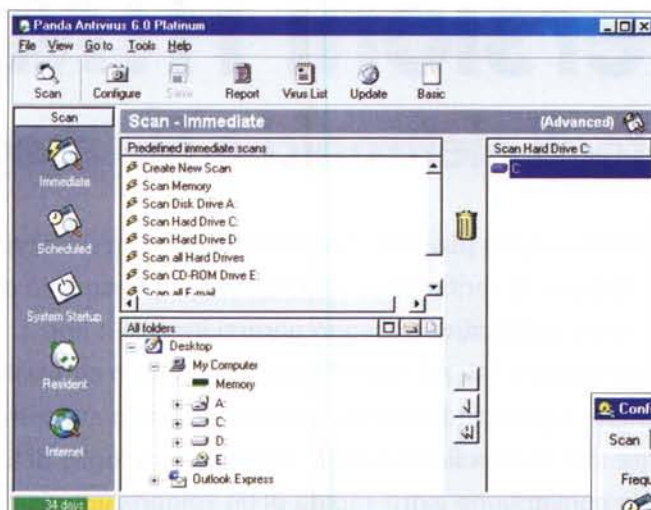 Panda Antivirus 6.0 Platinum
File View Go to Tools Help
Scan Configure Save Report Virus List Update Basic
Scan
Scan - Immediate (Advanced)
Predefined immediate scans
Scan Hard Drive C:
Create New Scan
C:
Scan Memory
Immediate
Scan Disk Drive A:
Scan Hard Drive C:
Scan Hard Drive D:
Scheduled
Scan all Hard Drives
Scan CD-ROM Drive E:
Scan all E-mail
System Startup
All folders
Desktop
My Computer
Memory
Resident
A:
C:
D:
Internet
E:
Outlook Express
34 days
Scan